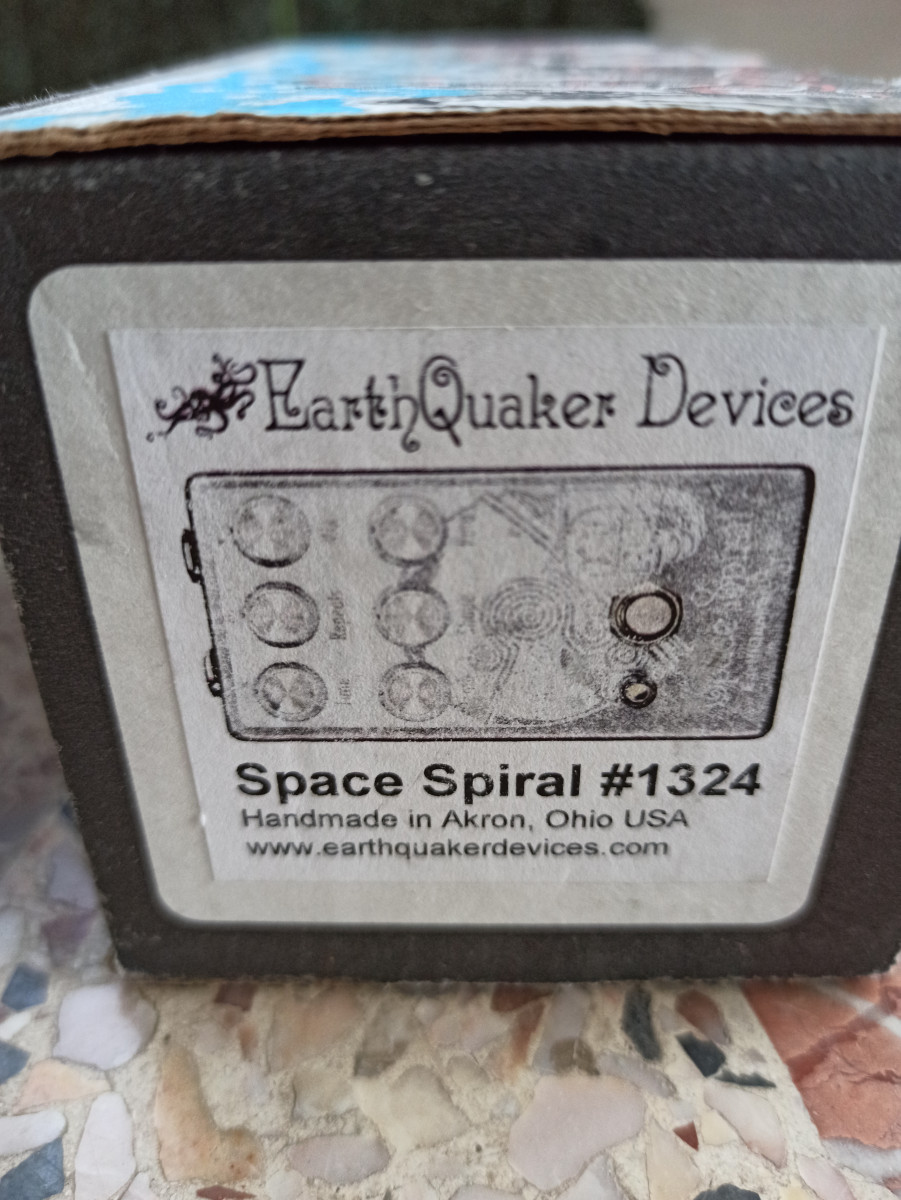 EarthQuaker Devices
Space Spiral #1324
Handmade in Akron, Ohio USA
www.earthquakerdevices.com